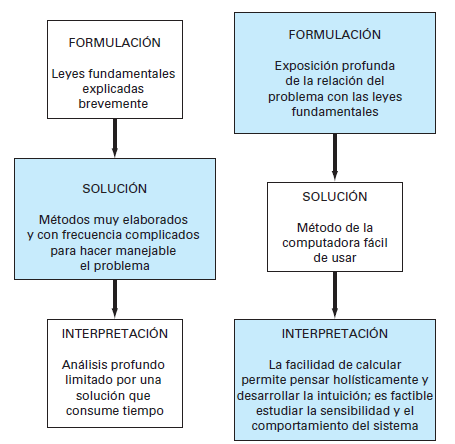 FORMULACIÓN
Leyes fundamentales
explicadas
brevemente
SOLUCIÓN
Métodos muy elaborados
y con frecuencia complicados
para hacer manejable
el problema
INTERPRETACIÓN
Análisis profundo
limitado por una
solución que
consume tiempo
FORMULACIÓN
Exposición profunda
de la relación del
problema con las leyes
fundamentales
SOLUCIÓN
Método de la
computadora fácil
de usar
INTERPRETACIÓN
La facilidad de calcular
permite pensar holísticamente y
desarrollar la intuición; es factible
estudiar la sensibilidad y el
comportamiento del sistema